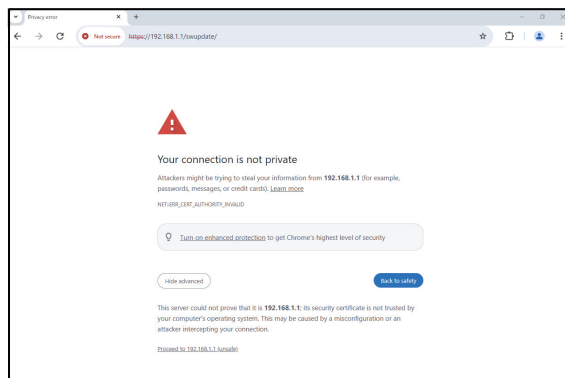 Privacy error
Not secure https://192.168.1.1/swupdate/
Your connection is not private
Attackers might be trying to steal your information from 192.168.1.1 (for example,
passwords, messages, or credit cards). Learn more
NET::ERR_CERT_AUTHORITY_INVALID
Turn on enhanced protection to get Chrome's highest level of security
Hide advanced
Back to safety
This server could not prove that it is 192.168.1.1; its security certificate is not trusted by
your computer's operating system. This may be caused by a misconfiguration or an
attacker intercepting your connection.
Proceed to 192.168.1.1 (unsafe)